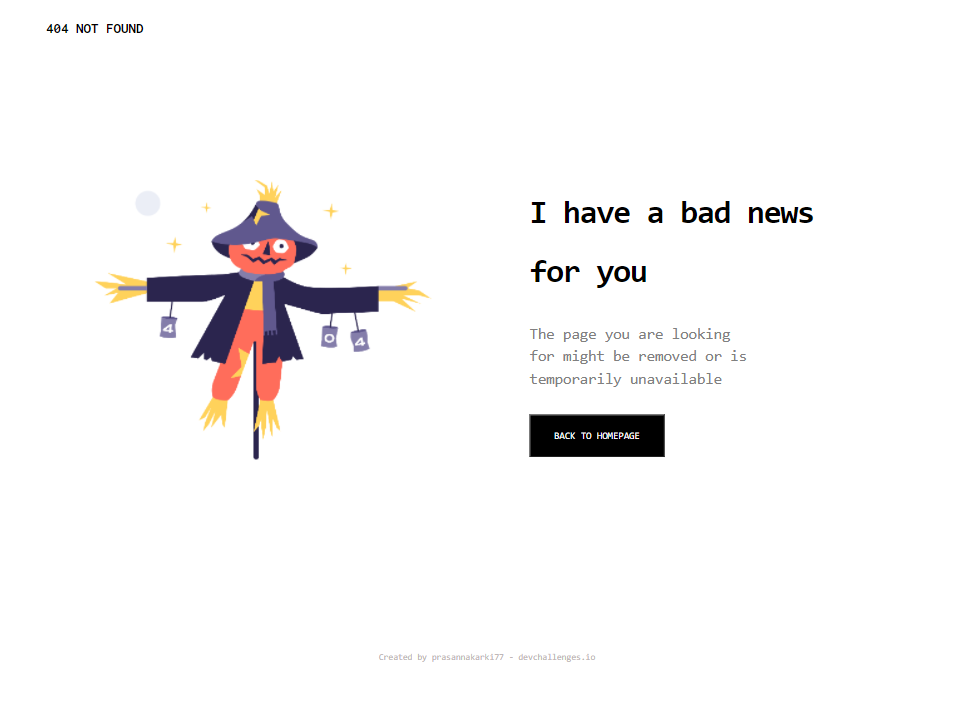 404 NOT FOUND
I have a bad news
for you
4
0
4
The page you are looking
for might be removed or is
temporarily unavailable
BACK TO HOMEPAGE
Created by prasannakarki77 - devchallenges.io